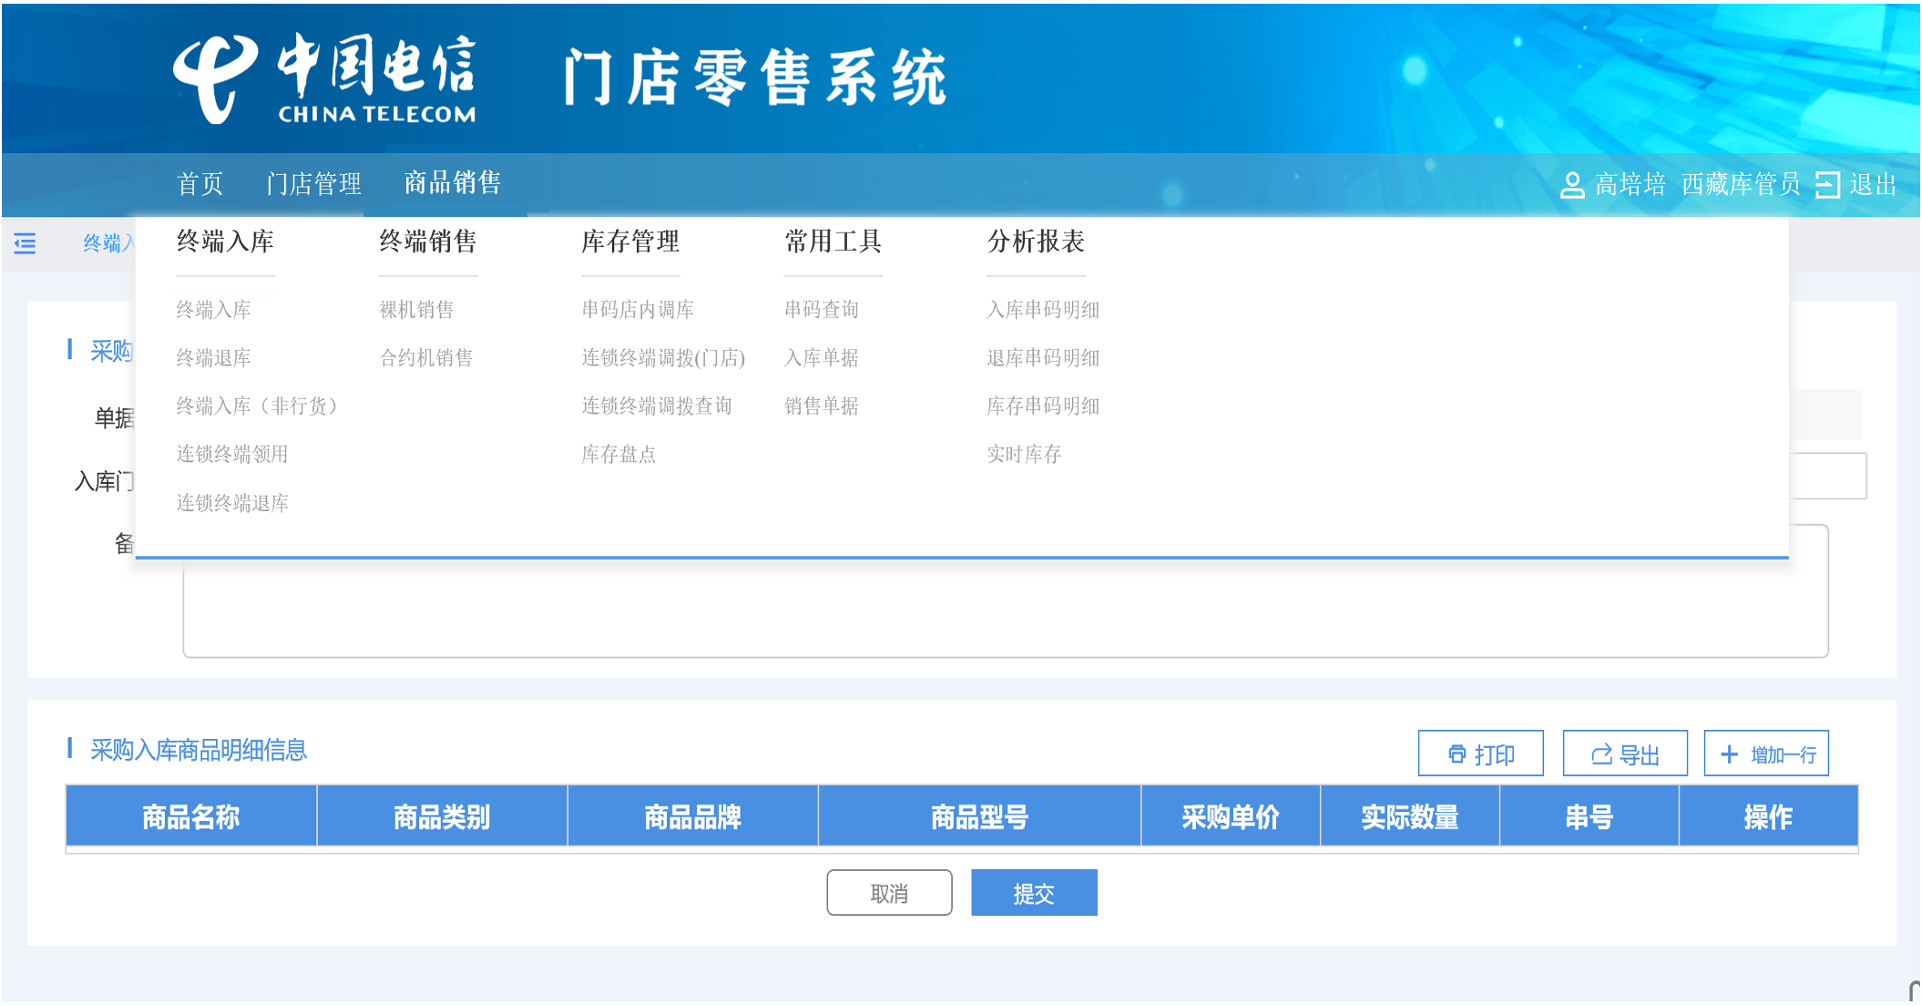 中国电信
CHINA TELECOM
门店零售系统
首页 门店管理 商品销售
高培培 西藏库管员 退出
终端入
终端入库 终端销售 库存管理 常用工具 分析报表
终端入库 裸机销售 串码店内调库 串码查询 入库串码明细
终端退库 合约机销售 连锁终端调拨(门店) 入库单据 退库串码明细
终端入库（非行货） 连锁终端调拨查询 销售单据 库存串码明细
连锁终端领用 库存盘点 实时库存
连锁终端退库
采购
单据
入库门
备
采购入库商品明细信息
打印 导出 增加一行
商品名称 商品类别 商品品牌 商品型号 采购单价 实际数量 串号 操作
取消 提交